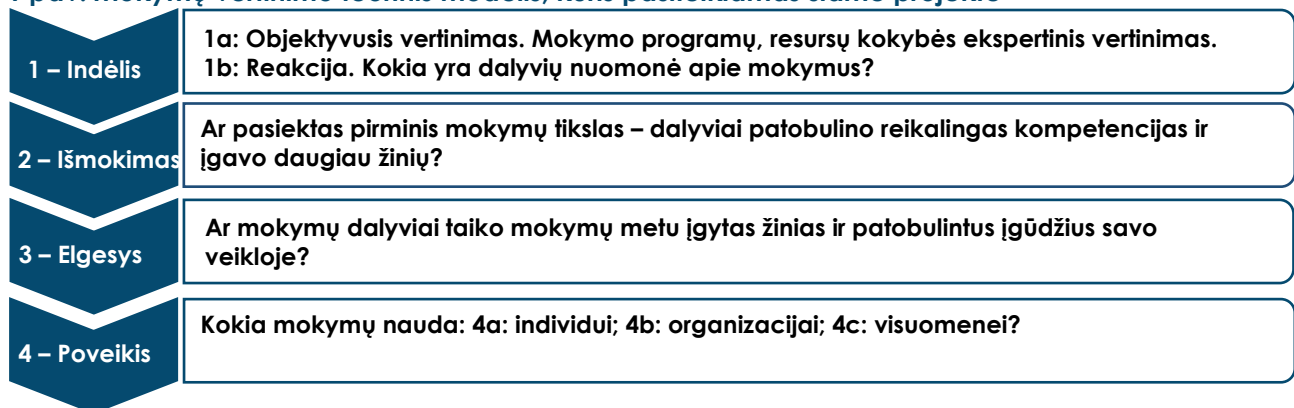 1 – Indėlis
1a: Objektyvusis vertinimas. Mokymo programų, resursų kokybės ekspertinis vertinimas.
1b: Reakcija. Kokia yra dalyvių nuomonė apie mokymus?
2 – Išmokimas
Ar pasiektas pirminis mokymų tikslas – dalyviai patobulino reikalingas kompetencijas ir
įgavo daugiau žinių?
3 – Elgesys
Ar mokymų dalyviai taiko mokymų metu įgytas žinias ir patobulintus įgūdžius savo
veikloje?
4 – Poveikis
Kokia mokymų nauda: 4a: individui; 4b: organizacijai; 4c: visuomenei?